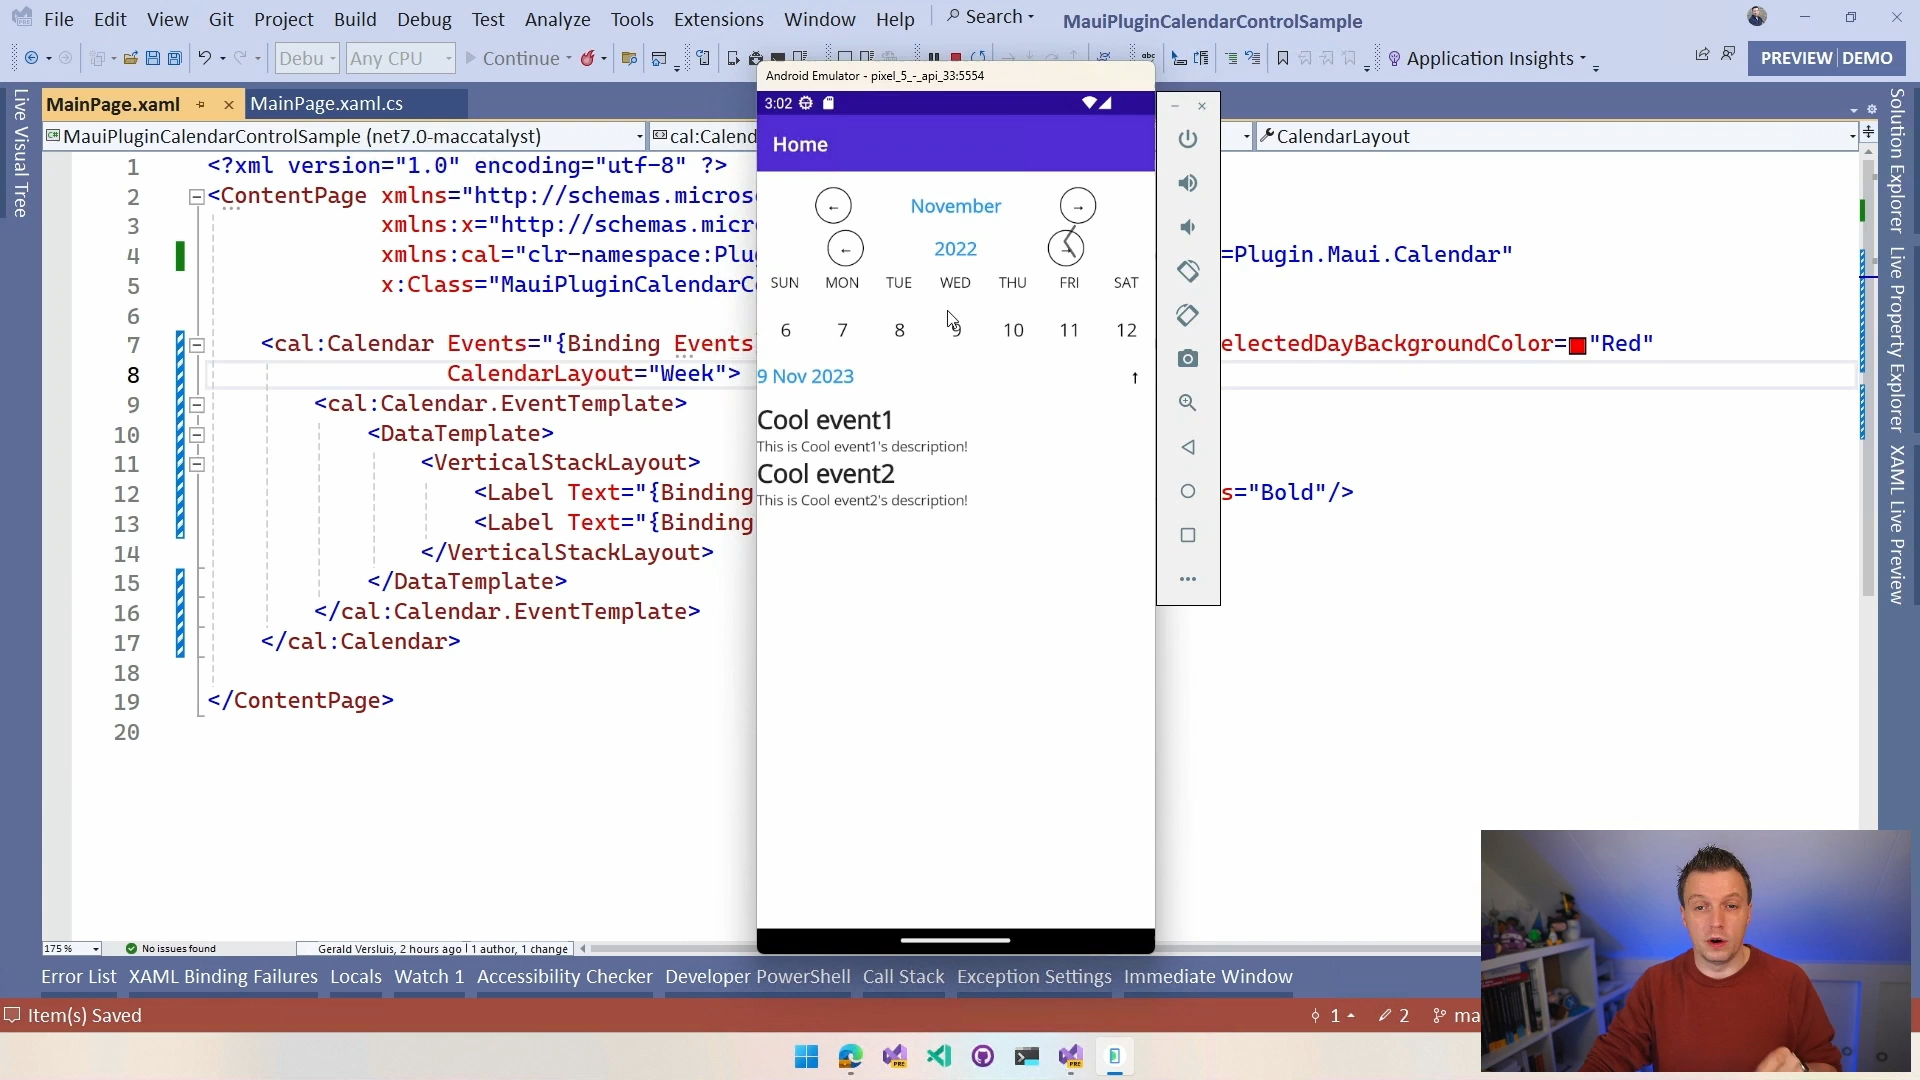 File Edit View Git Project Build Debug Test Analyze Tools Extensions Window Help Search MauiPluginCalendarControlSample
Debu Any CPU Continue Application Insights PREVIEW DEMO
MainPage.xaml MainPage.xaml.cs
MauiPluginCalendarControlSample (net7.0-maccatalyst) cal:Calend CalendarLayout
Live Visual Tree
1 <?xml version="1.0" encoding="utf-8" ?>
2 <ContentPage xmlns="http://schemas.microso
3 xmlns:x="http://schemas.micr
4 xmlns:cal="clr-namespace:Plu =Plugin.Maui.Calendar"
5 x:Class="MauiPluginCalendarC
6
7 <cal:Calendar Events="{Binding Events electedDayBackgroundColor="Red"
8 CalendarLayout="Week">
9 <cal:Calendar.EventTemplate>
10 <DataTemplate>
11 <VerticalStackLayout>
12 <Label Text="{Binding s="Bold"/>
13 <Label Text="{Binding
14 </VerticalStackLayout>
15 </DataTemplate>
16 </cal:Calendar.EventTemplate>
17 </cal:Calendar>
18
19 </ContentPage>
20
Android Emulator - pixel_5_-_api_33:5554
3:02
Home
← November →
← 2022
SUN MON TUE WED THU FRI SAT
6 7 8 9 10 11 12
9 Nov 2023 ↑
Cool event1
This is Cool event1's description!
Cool event2
This is Cool event2's description!
Solution Explorer
Live Property Explorer
XAML Live Preview
175 % No issues found Gerald Versluis, 2 hours ago | 1 author, 1 change
Error List XAML Binding Failures Locals Watch 1 Accessibility Checker Developer PowerShell Call Stack Exception Settings Immediate Window
Item(s) Saved 1 2 ma